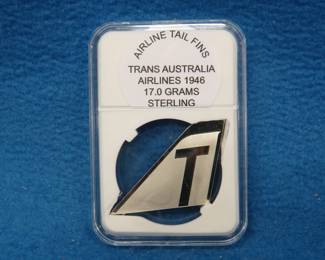 AIRLINE TAIL FINS
TRANS AUSTRALIA
AIRLINES 1946
17.0 GRAMS
STERLING
T